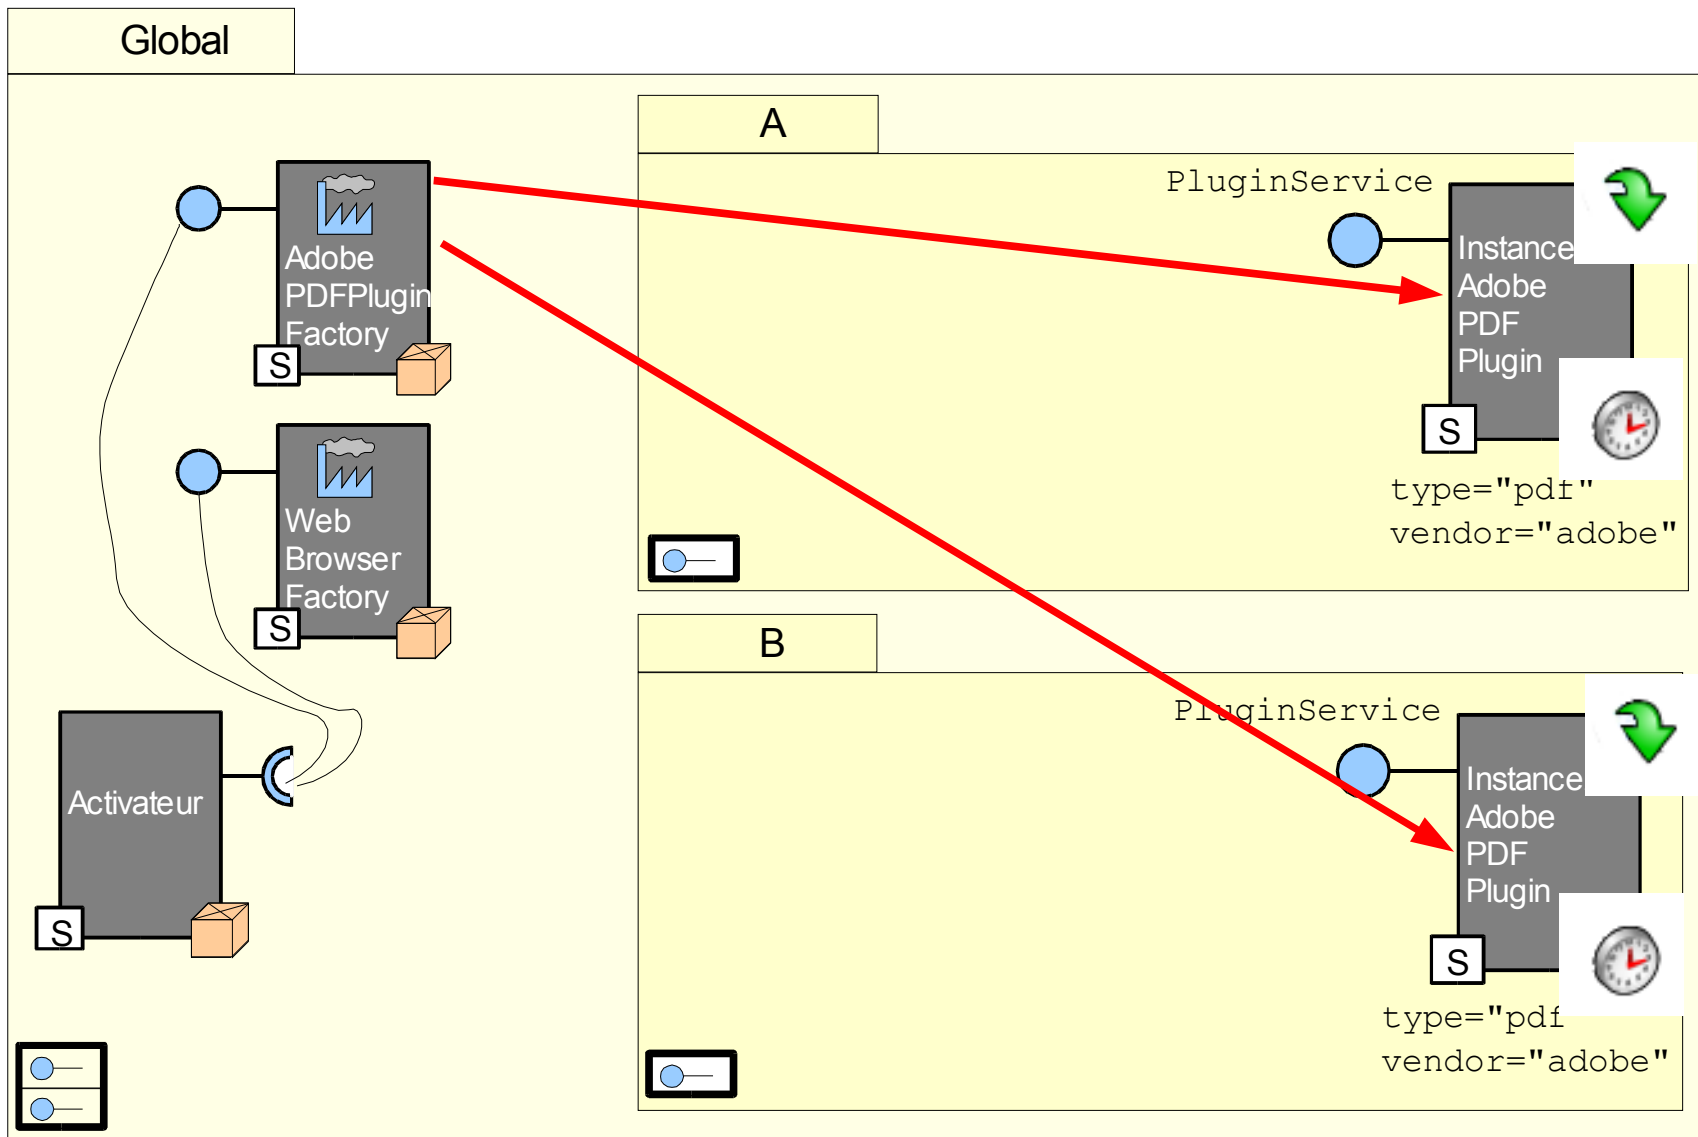 Global
A
PluginService
Adobe
PDFPlugin
Factory
S
Instance
Adobe
PDF
Plugin
S
type="pdf"
vendor="adobe"
Web
Browser
Factory
S
B
PluginService
Instance
Adobe
PDF
Plugin
S
type="pdf
vendor="adobe"
Activateur
S